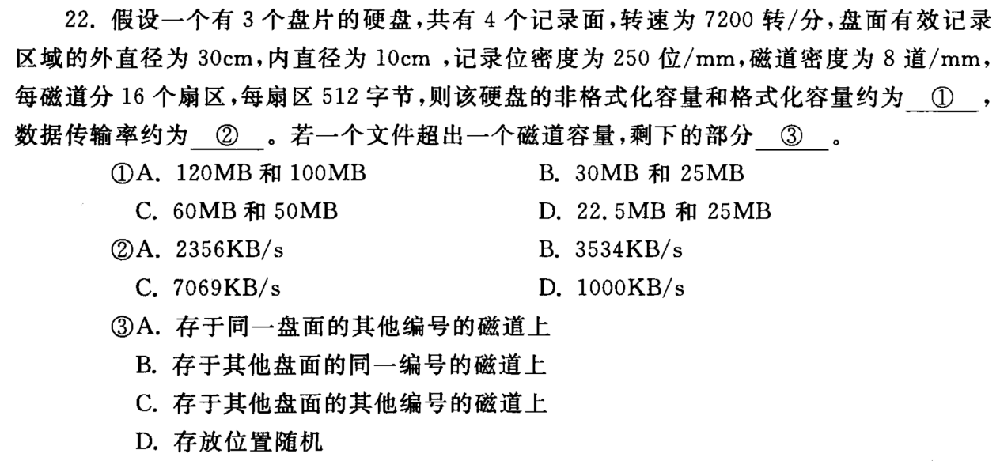 22. 假设一个有 3 个盘片的硬盘,共有 4 个记录面,转速为 7200 转/分,盘面有效记录
区域的外直径为 30cm,内直径为 10cm ,记录位密度为 250 位/mm,磁道密度为 8 道/mm,
每磁道分 16 个扇区,每扇区 512 字节,则该硬盘的非格式化容量和格式化容量约为 ① ,
数据传输率约为 ② 。若一个文件超出一个磁道容量,剩下的部分 ③ 。
①A. 120MB 和 100MB B. 30MB 和 25MB
C. 60MB 和 50MB D. 22.5MB 和 25MB
②A. 2356KB/s B. 3534KB/s
C. 7069KB/s D. 1000KB/s
③A. 存于同一盘面的其他编号的磁道上
B. 存于其他盘面的同一编号的磁道上
C. 存于其他盘面的其他编号的磁道上
D. 存放位置随机